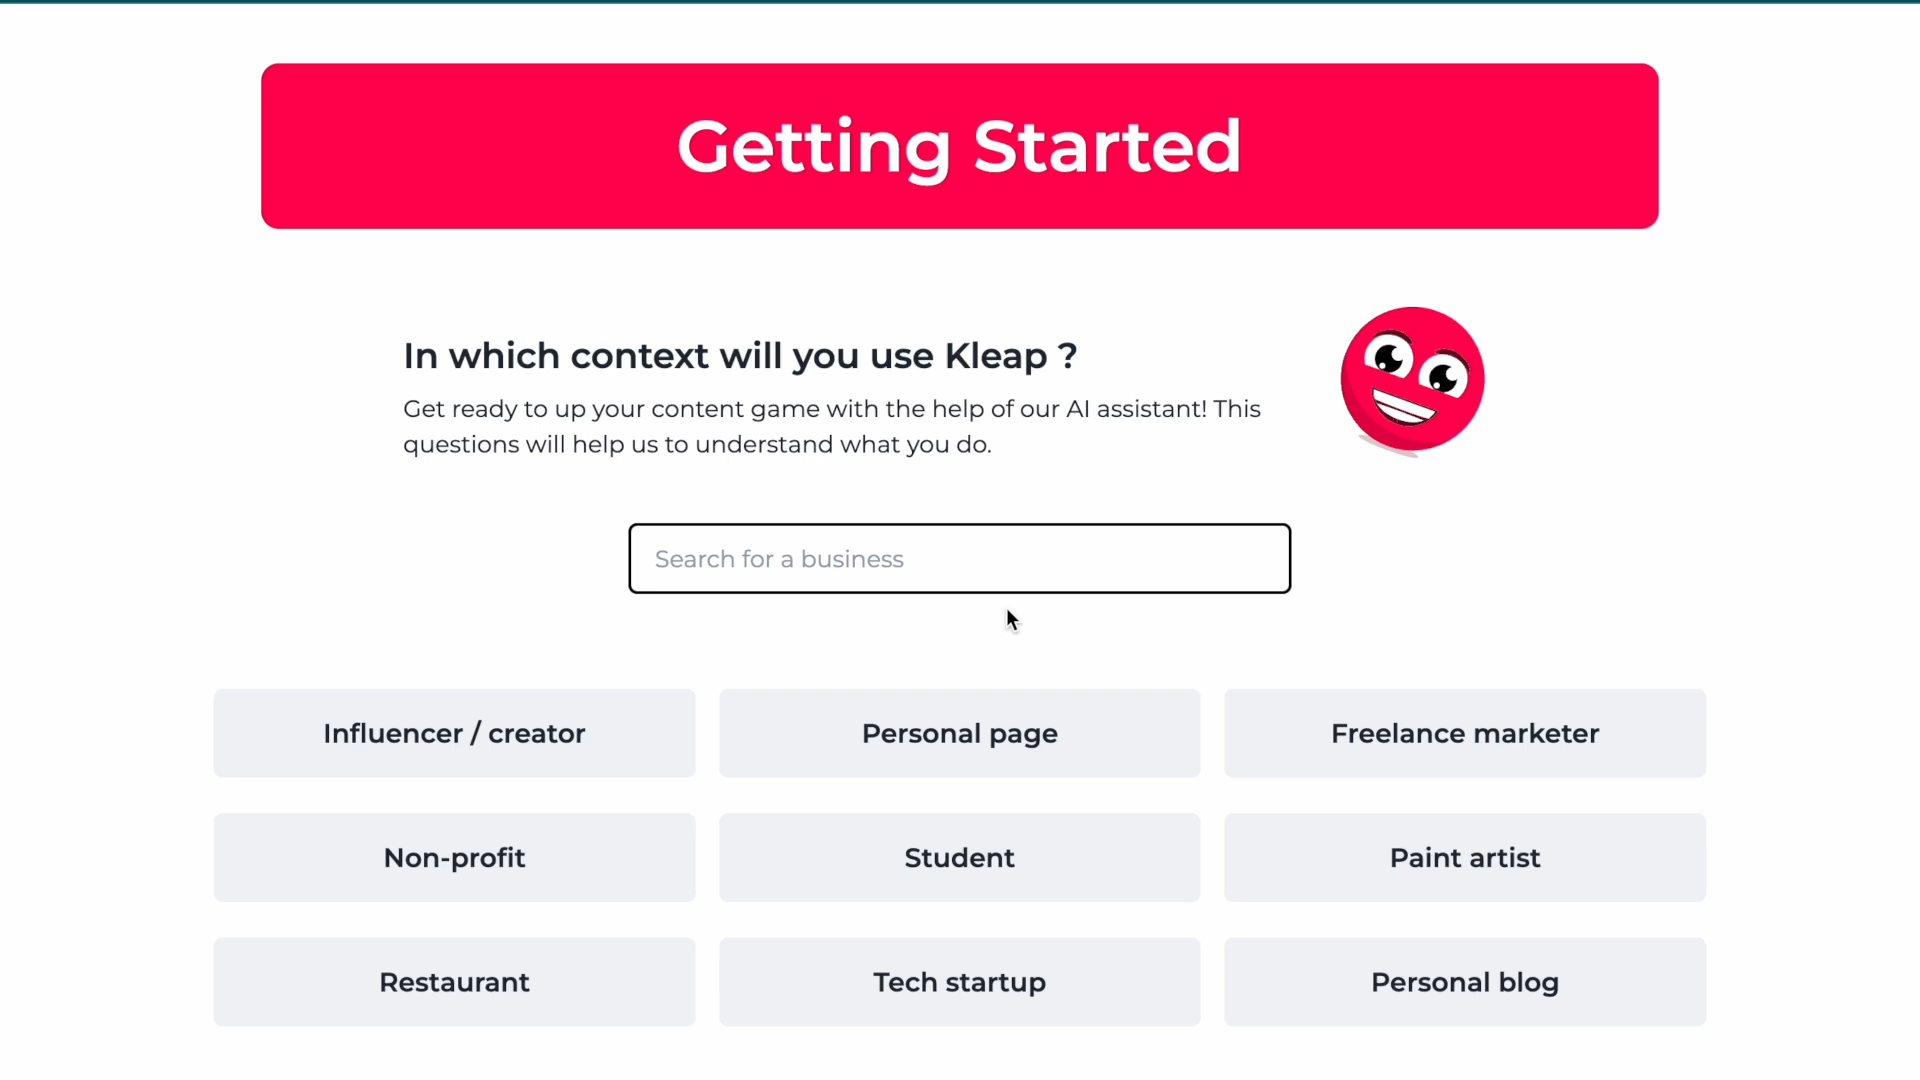 Getting Started
In which context will you use Kleap ?
Get ready to up your content game with the help of our AI assistant! This
questions will help us to understand what you do.
Search for a business
Influencer / creator
Personal page
Freelance marketer
Non-profit
Student
Paint artist
Restaurant
Tech startup
Personal blog